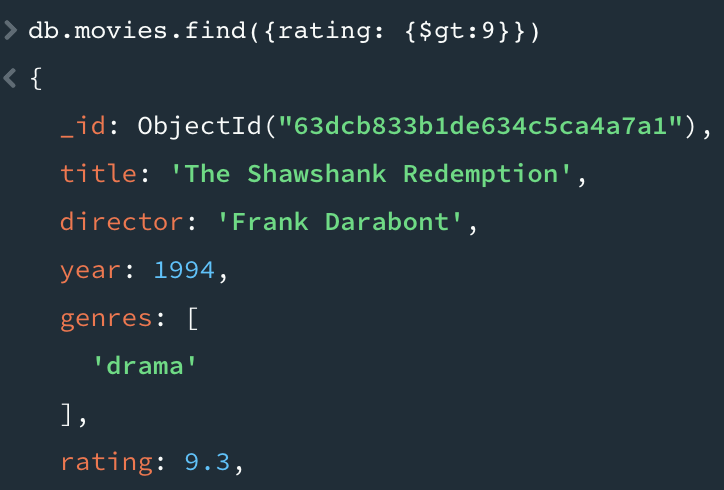 > db.movies.find({rating: {$gt:9}})
< {
_id: ObjectId("63dcb833b1de634c5ca4a7a1"),
title: 'The Shawshank Redemption',
director: 'Frank Darabont',
year: 1994,
genres: [
'drama'
],
rating: 9.3,